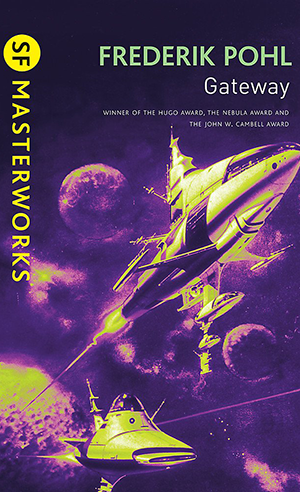 SF MASTERWORKS
FREDERIK POHL
Gateway
WINNER OF THE HUGO AWARD, THE NEBULA AWARD AND
THE JOHN W. CAMBELL AWARD